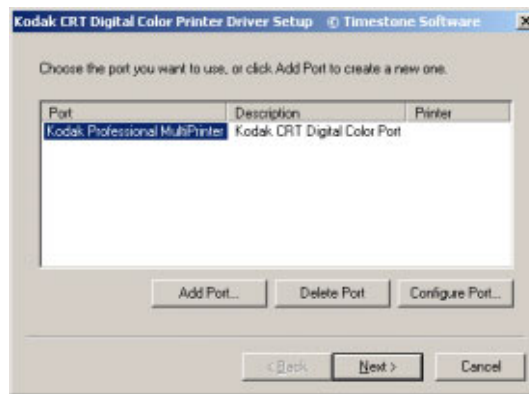 Kodak CRT Digital Color Printer Driver Setup © Timestone Software
Choose the port you want to use, or click Add Port to create a new one.
Port Description Printer
Kodak Professional MultiPrinter Kodak CRT Digital Color Port
Add Port... Delete Port Configure Port...
< Back Next > Cancel